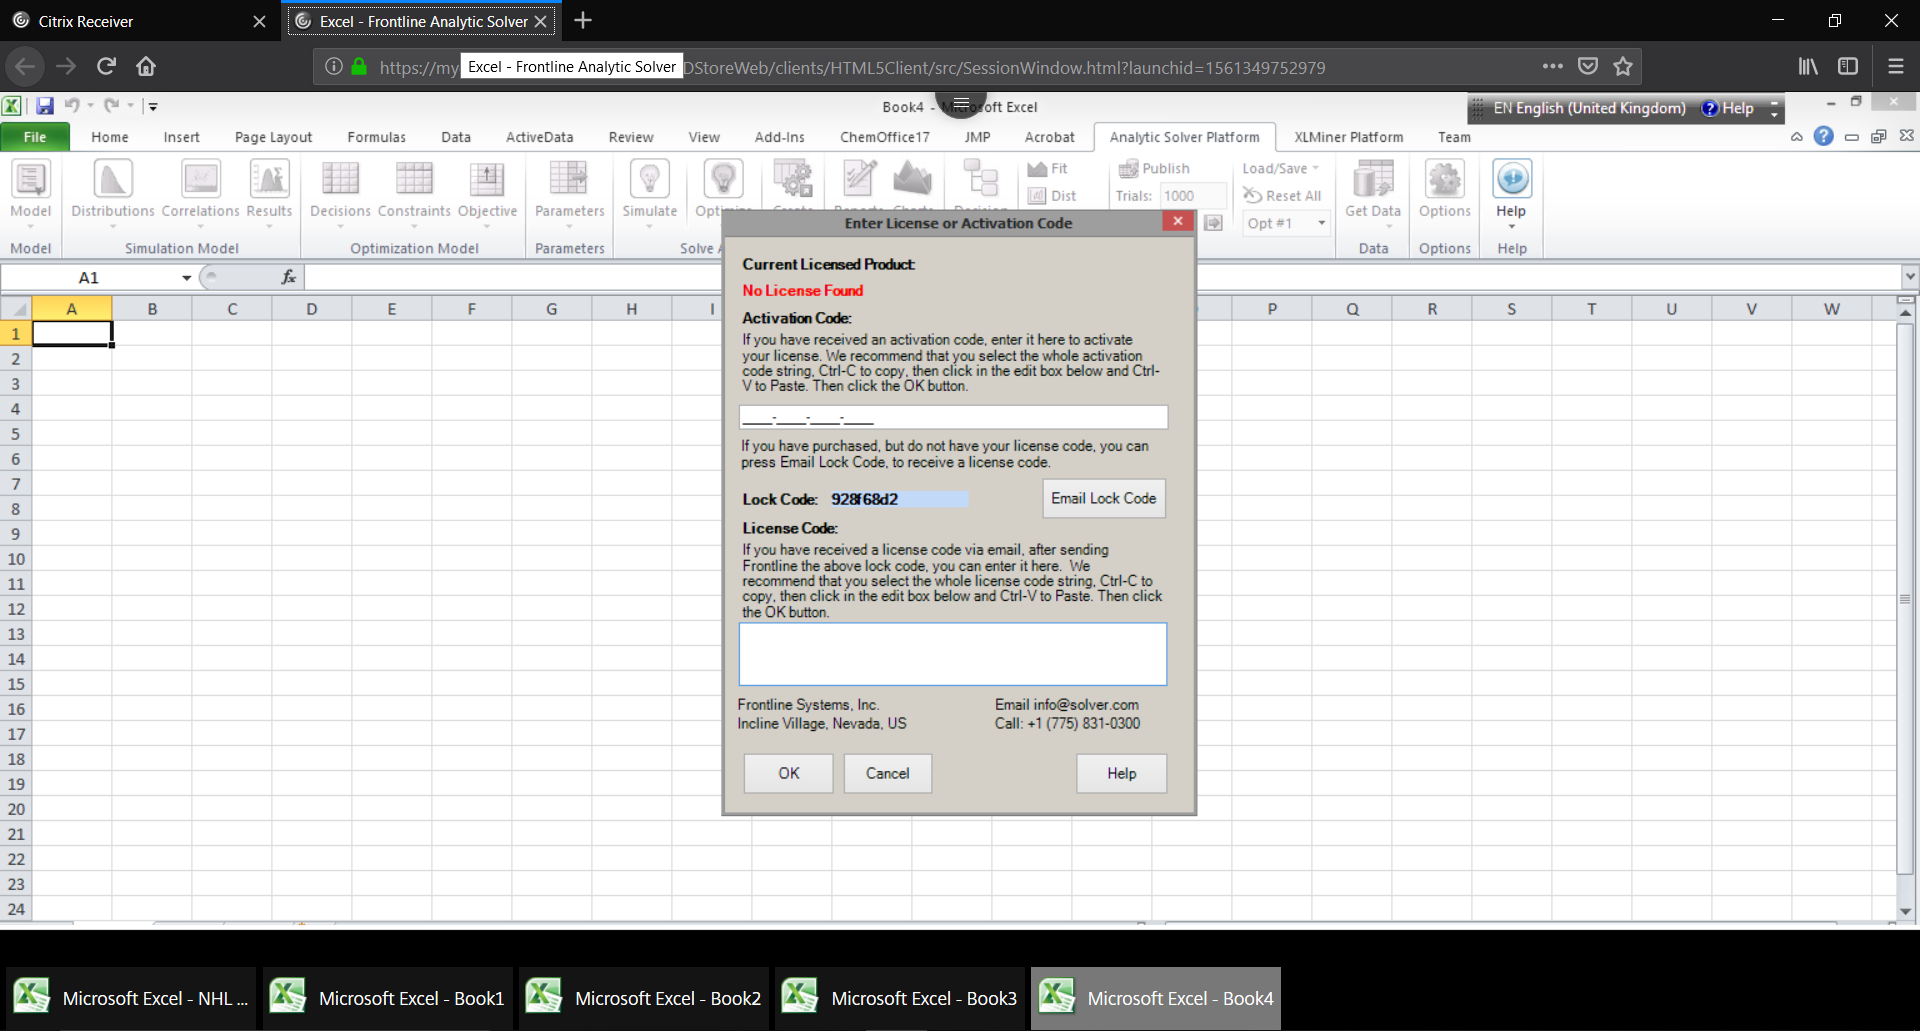 Citrix Receiver
Excel - Frontline Analytic Solver
https://my
Excel - Frontline Analytic Solver
DStoreWeb/clients/HTML5Client/src/SessionWindow.html?launchid=1561349752979
Book4 - Microsoft Excel
EN English (United Kingdom)
Help
File Home Insert Page Layout Formulas Data ActiveData Review View Add-Ins ChemOffice17 JMP Acrobat Analytic Solver Platform XLMiner Platform Team
Model Distributions Correlations Results Decisions Constraints Objective Parameters Simulate Optimize Create Reports Charts Decision
Fit
Dist
Publish
Trials: 1000
Load/Save
Reset All
Opt #1
Get Data Options Help
Model Simulation Model Optimization Model Parameters Solve A Data Options Help
A1
fx
A B C D E F G H I P Q R S T U V W
1
2
3
4
5
6
7
8
9
10
11
12
13
14
15
16
17
18
19
20
21
22
23
24
Enter License or Activation Code
Current Licensed Product:
No License Found
Activation Code:
If you have received an activation code, enter it here to activate
your license. We recommend that you select the whole activation
code string, Ctrl-C to copy, then click in the edit box below and Ctrl-
V to Paste. Then click the OK button.
____-____-____-____
If you have purchased, but do not have your license code, you can
press Email Lock Code, to receive a license code.
Lock Code: 928f68d2
Email Lock Code
License Code:
If you have received a license code via email, after sending
Frontline the above lock code, you can enter it here. We
recommend that you select the whole license code string, Ctrl-C to
copy, then click in the edit box below and Ctrl-V to Paste. Then click
the OK button.
Frontline Systems, Inc.
Incline Village, Nevada, US
Email info@solver.com
Call: +1 (775) 831-0300
OK
Cancel
Help
Microsoft Excel - NHL ...
Microsoft Excel - Book1
Microsoft Excel - Book2
Microsoft Excel - Book3
Microsoft Excel - Book4